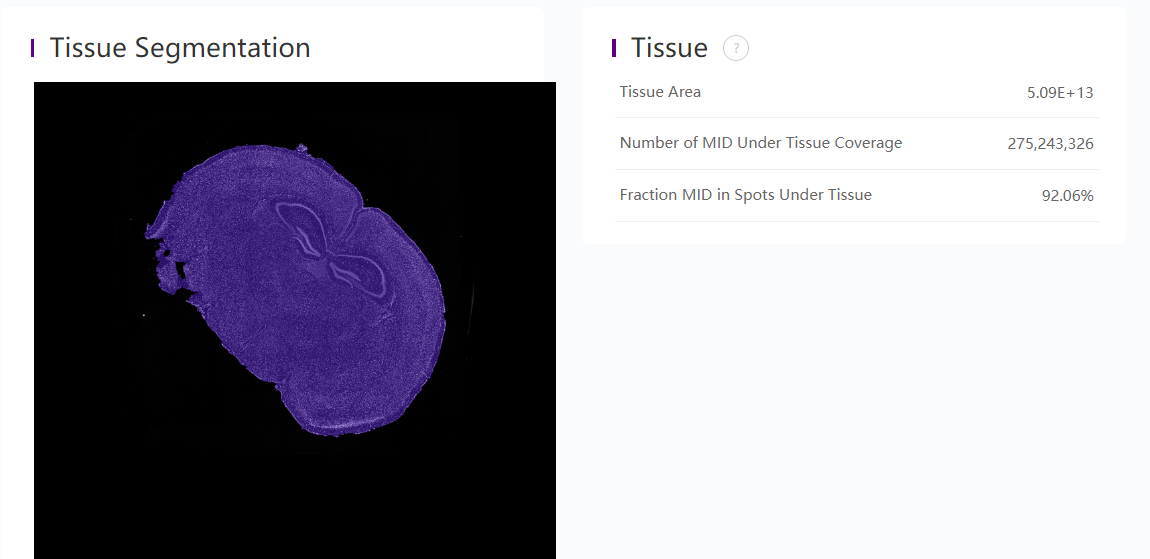 Tissue Segmentation
Tissue ?
Tissue Area 5.09E+13
Number of MID Under Tissue Coverage 275,243,326
Fraction MID in Spots Under Tissue 92.06%